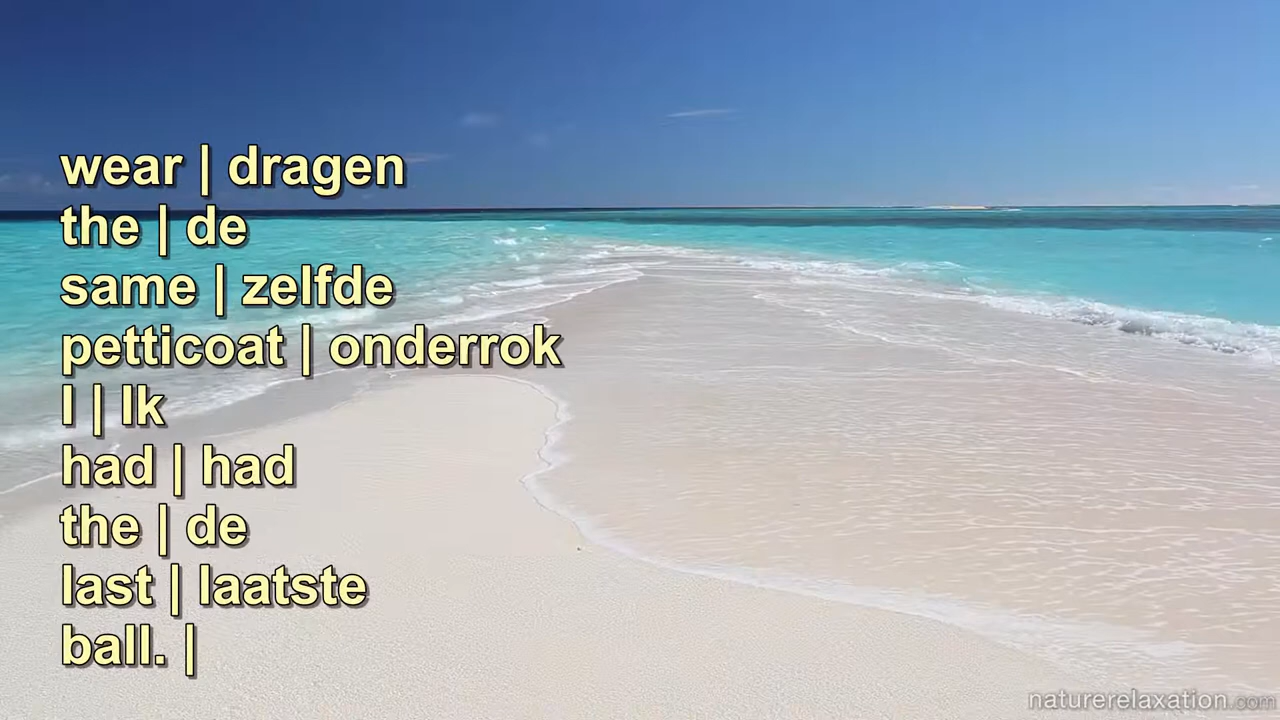 wear | dragen
the | de
same | zelfde
petticoat | onderrok
I | Ik
had | had
the | de
last | laatste
ball. |
naturerelaxation.com